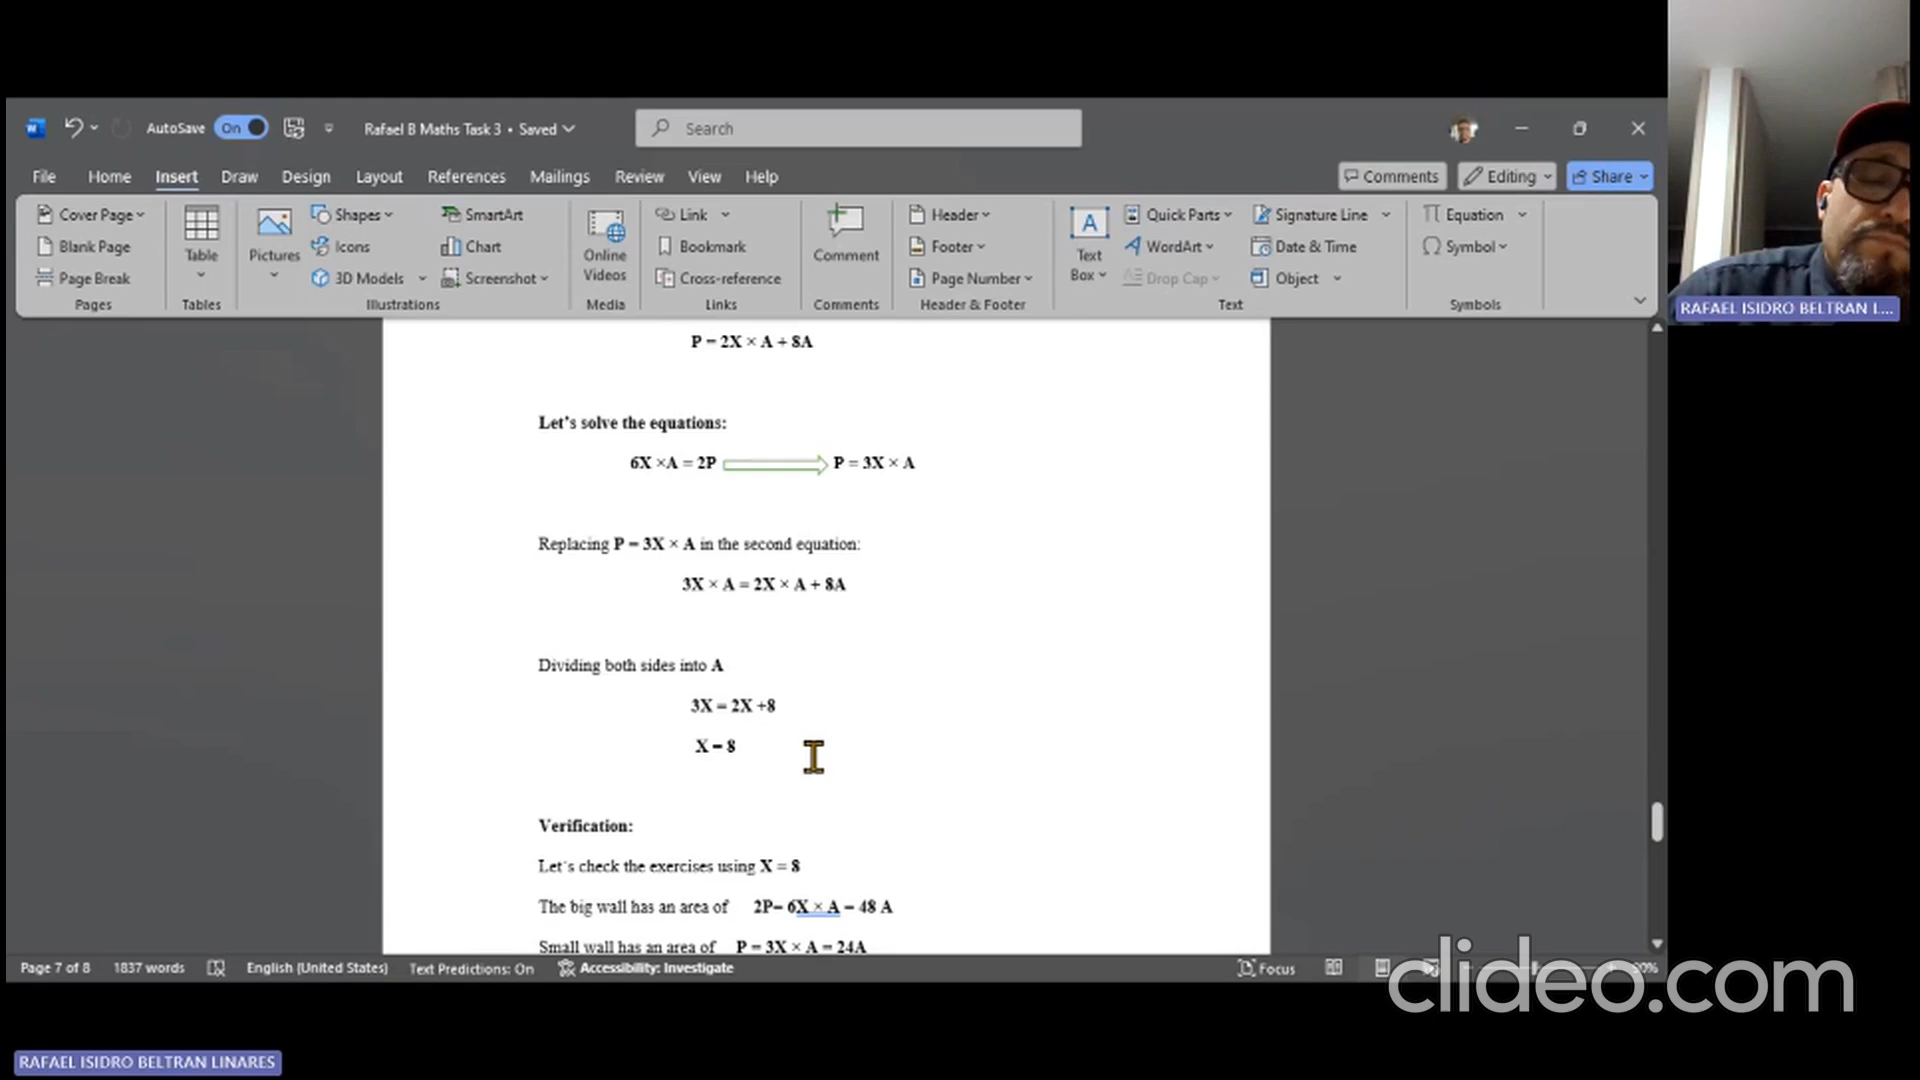 AutoSave On Rafael B Maths Task 3 • Saved Search
File Home Insert Draw Design Layout References Mailings Review View Help Comments Editing Share
Cover Page
Blank Page
Page Break
Pages
Table
Tables
Pictures
Shapes
Icons
3D Models
SmartArt
Chart
Screenshot
Illustrations
Online
Videos
Media
Link
Bookmark
Cross-reference
Links
Comment
Comments
Header
Footer
Page Number
Header & Footer
A
Text
Box
Quick Parts
WordArt
Drop Cap
Signature Line
Date & Time
Object
Text
Equation
Symbol
Symbols
RAFAEL ISIDRO BELTRAN L...
P = 2X × A + 8A
Let's solve the equations:
6X ×A = 2P P = 3X × A
Replacing P = 3X × A in the second equation:
3X × A = 2X × A + 8A
Dividing both sides into A
3X = 2X +8
X = 8
Verification:
Let´s check the exercises using X = 8
The big wall has an area of 2P= 6X × A = 48 A
Small wall has an area of P = 3X × A = 24A
Page 7 of 8 1837 words English (United States) Text Predictions: On Accessibility: Investigate Focus
clideo.com
RAFAEL ISIDRO BELTRAN LINARES